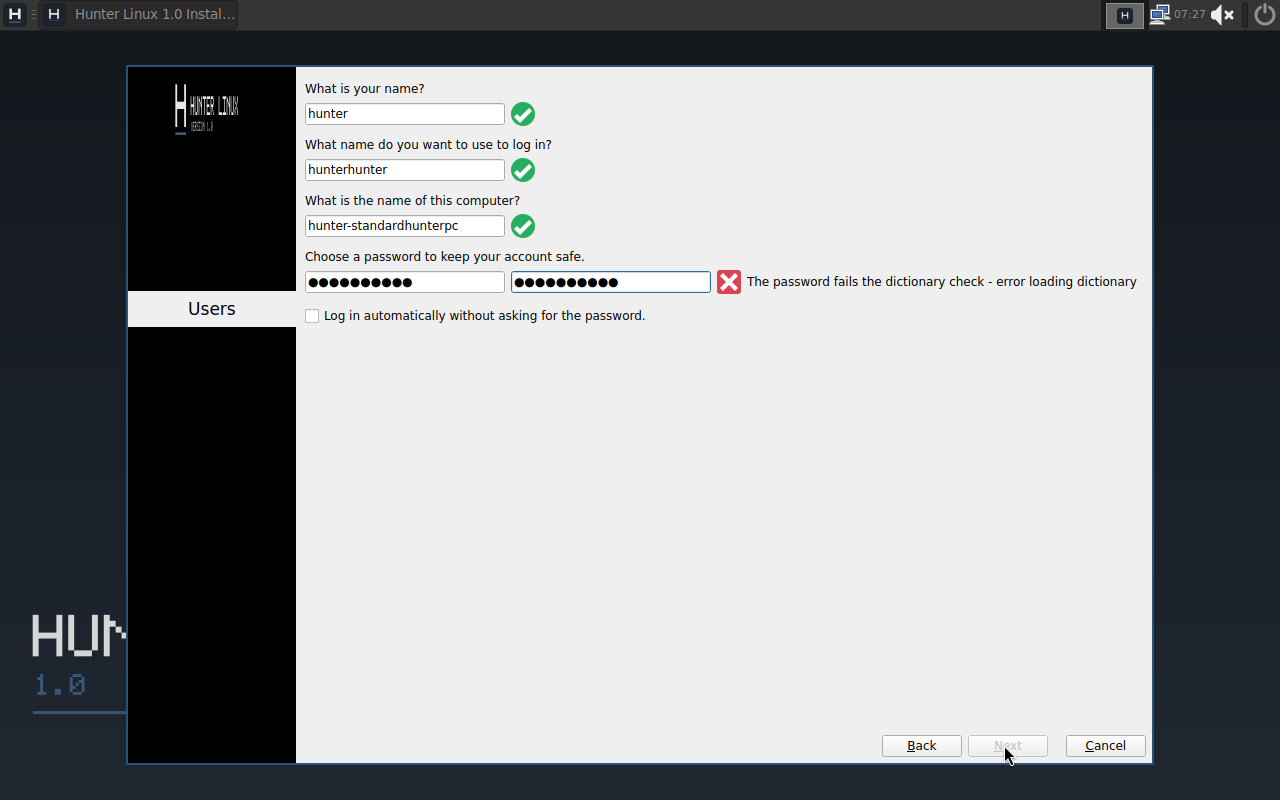 H
H Hunter Linux 1.0 Instal...
H
07:27
H HUNTER LINUX
VERSION 1.0
What is your name?
hunter
What name do you want to use to log in?
hunterhunter
What is the name of this computer?
hunter-standardhunterpc
Choose a password to keep your account safe.
●●●●●●●●●● ●●●●●●●●●● The password fails the dictionary check - error loading dictionary
Users
Log in automatically without asking for the password.
HUN
1.0
Back Next Cancel